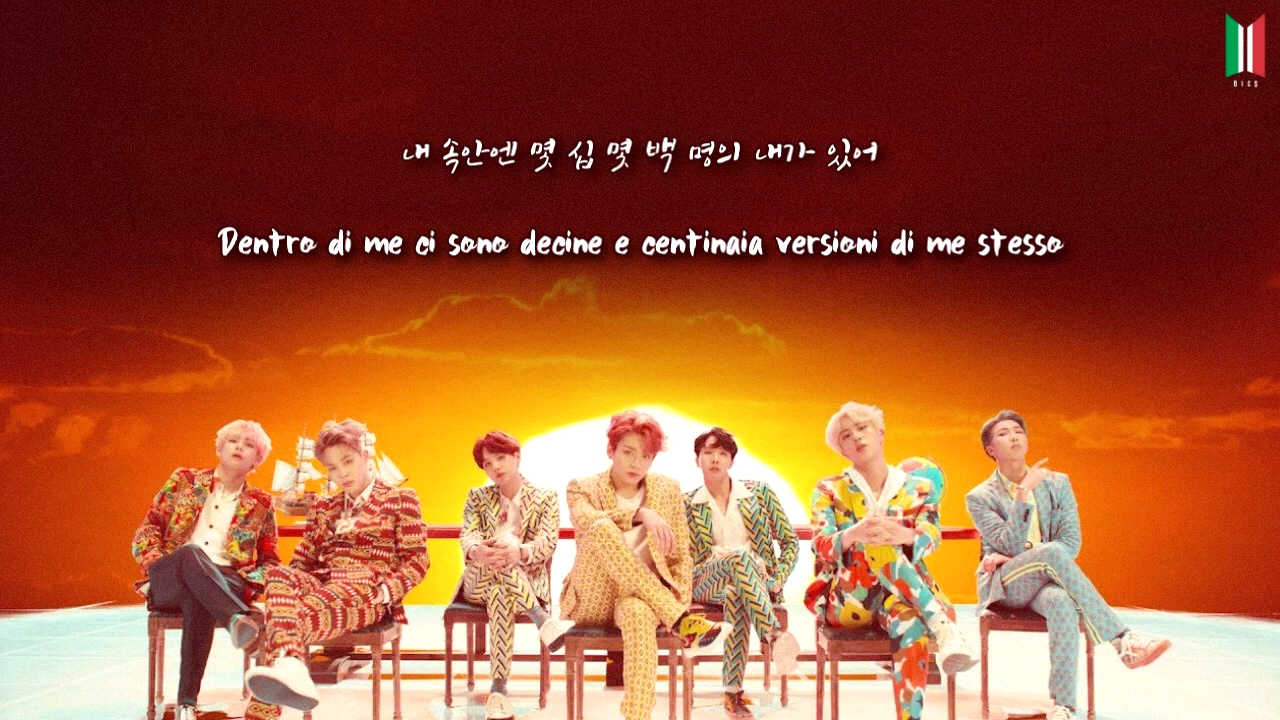 BICS
내 속안엔 몇 십 몇 백 명의 내가 있어
Dentro di me ci sono decine e centinaia versioni di me stesso